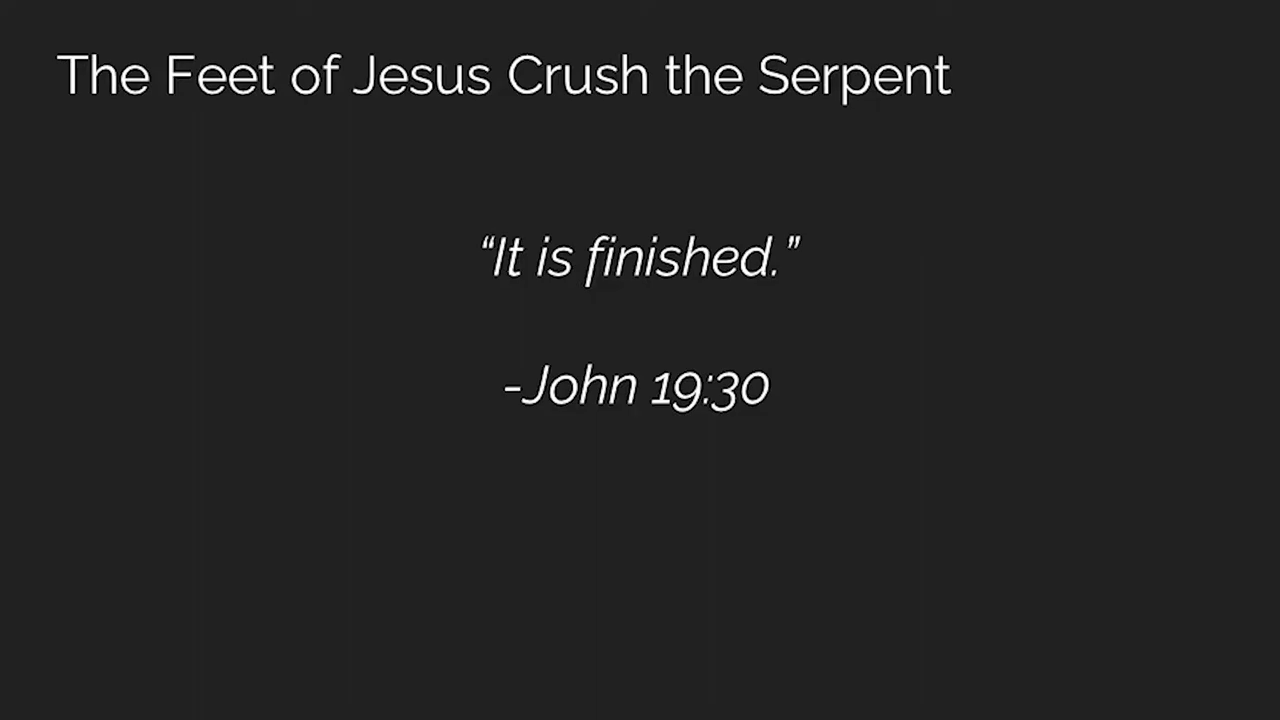 The Feet of Jesus Crush the Serpent
“It is finished.”
-John 19:30